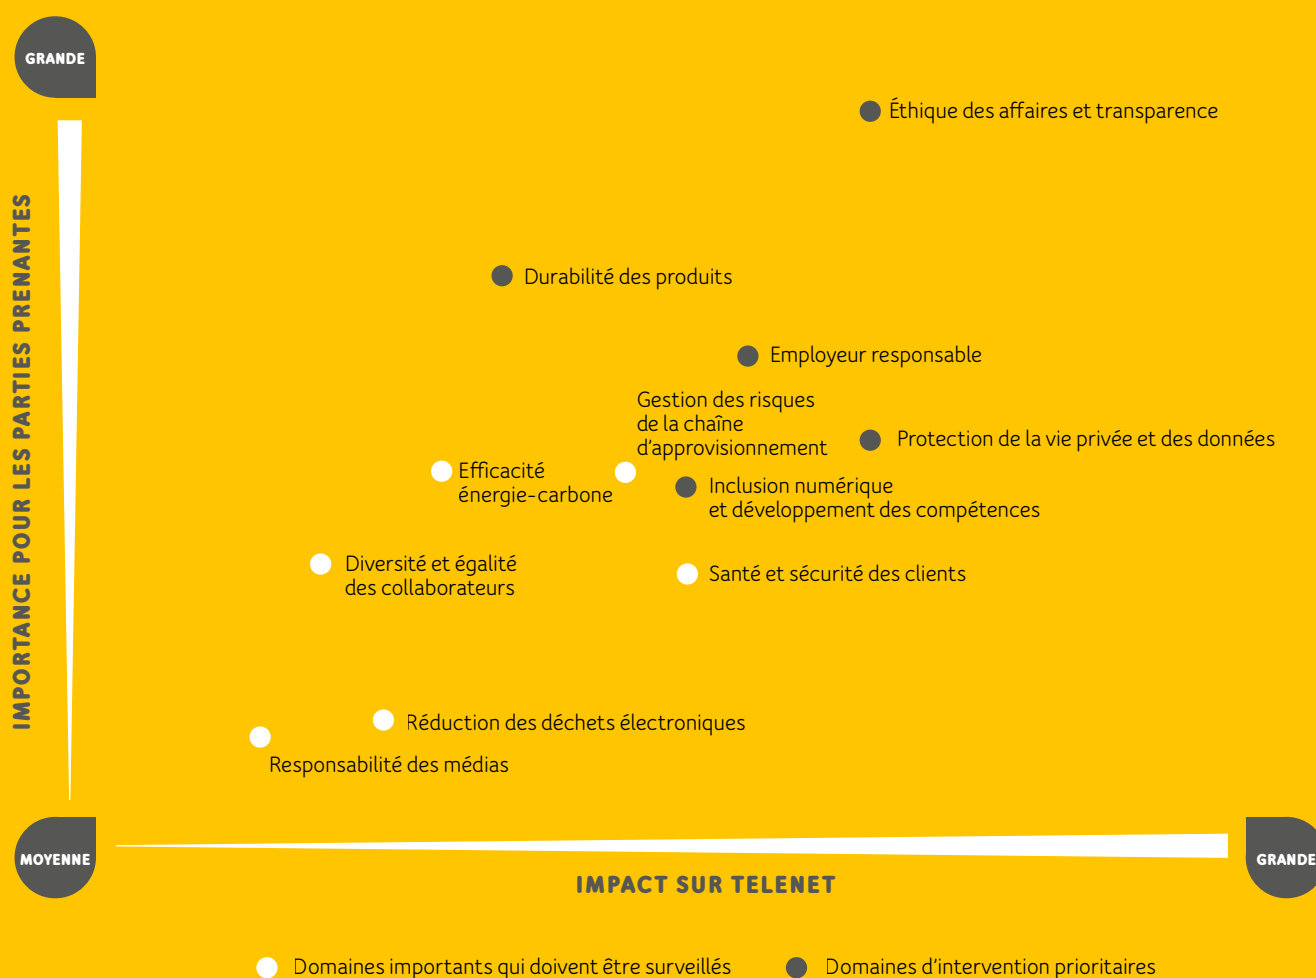 GRANDE
Éthique des affaires et transparence
IMPORTANCE POUR LES PARTIES PRENANTES
Durabilité des produits
Employeur responsable
Gestion des risques
de la chaîne
d'approvisionnement
Protection de la vie privée et des données
Efficacité
énergie-carbone
Inclusion numérique
et développement des compétences
Diversité et égalité
des collaborateurs
Santé et sécurité des clients
Réduction des déchets électroniques
Responsabilité des médias
MOYENNE
GRANDE
IMPACT SUR TELENET
Domaines importants qui doivent être surveillés
Domaines d'intervention prioritaires